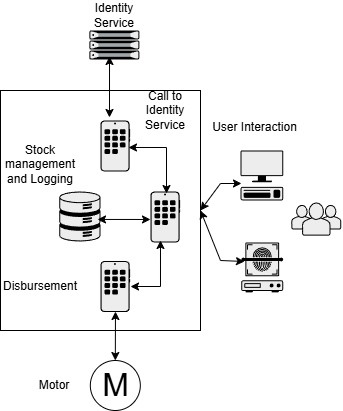 Identity
Service
Call to
Identity
Service
User Interaction
Stock
management
and Logging
Disbursement
Motor
M